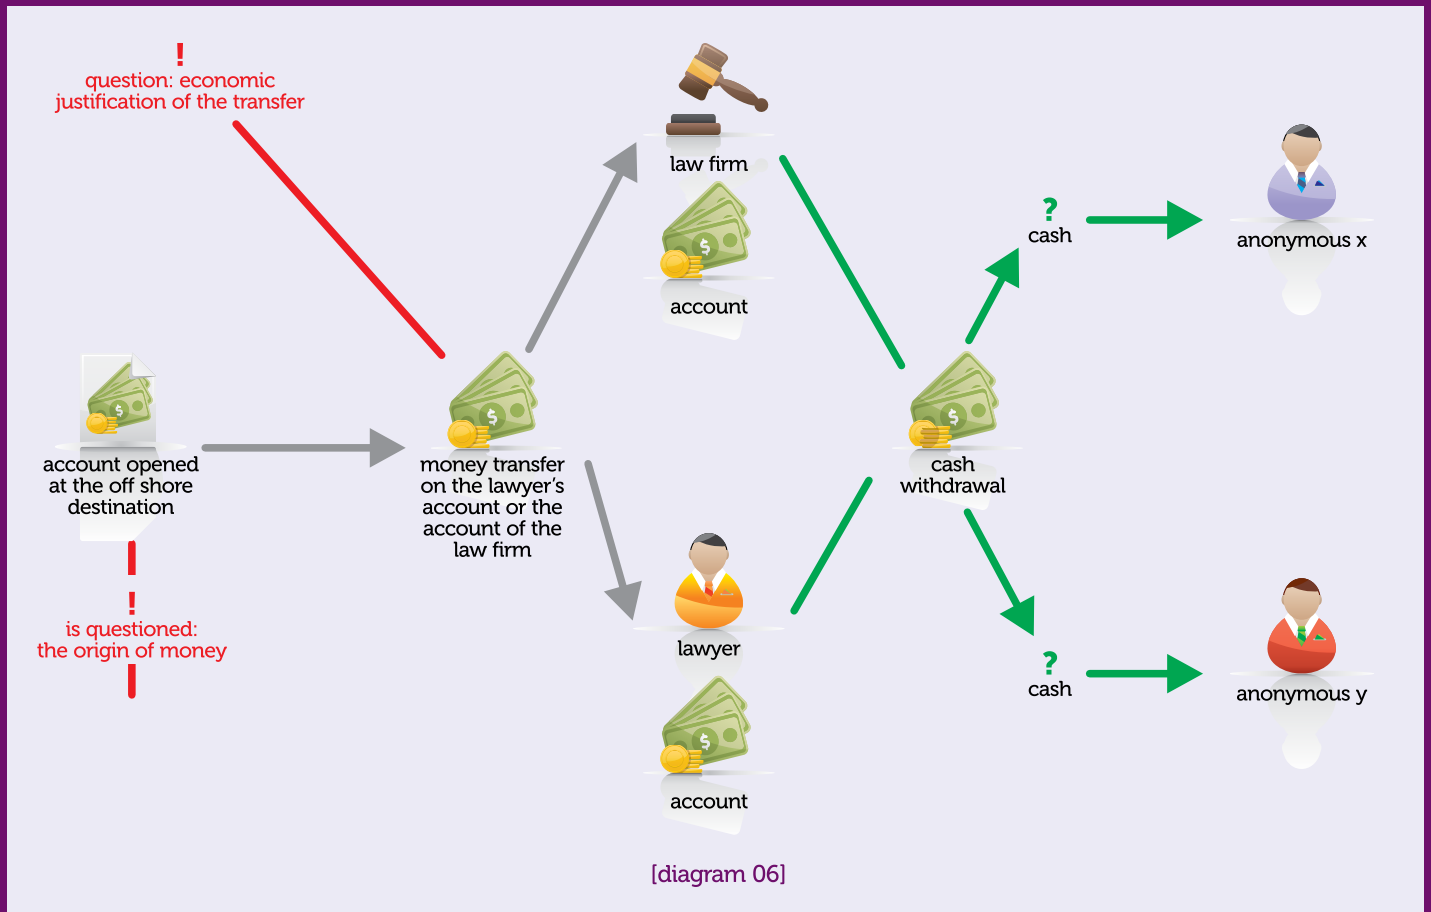 !
question: economic
justification of the transfer
law firm
account
?
cash
anonymous x
account opened
at the off shore
destination
money transfer
on the lawyer's
account or the
account of the
law firm
cash
withdrawal
!
is questioned:
the origin of money
lawyer
account
?
cash
anonymous y
[diagram 06]